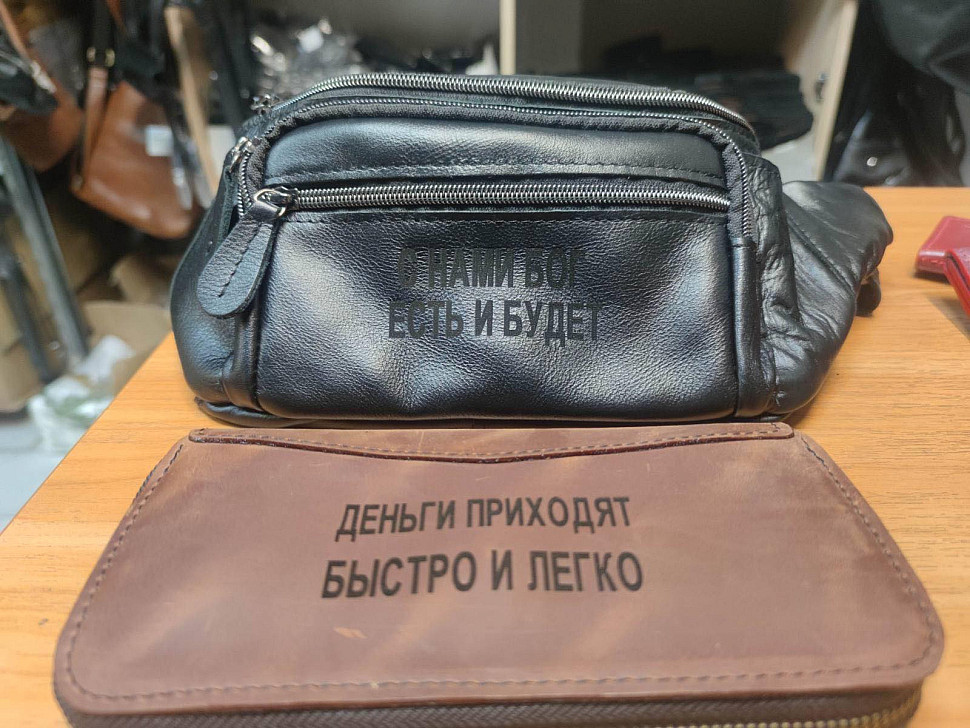 С НАМИ БОГ
ЕСТЬ И БУДЕТ
ДЕНЬГИ ПРИХОДЯТ
БЫСТРО И ЛЕГКО